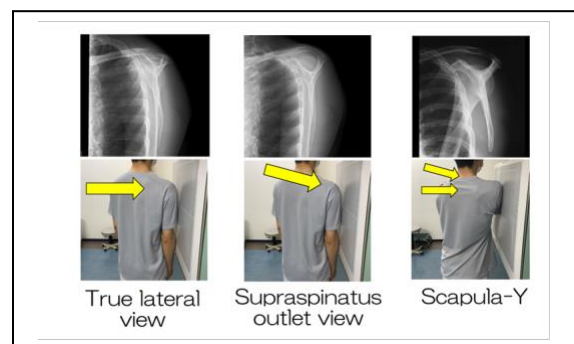 True lateral
view
Supraspinatus
outlet view
Scapula-Y